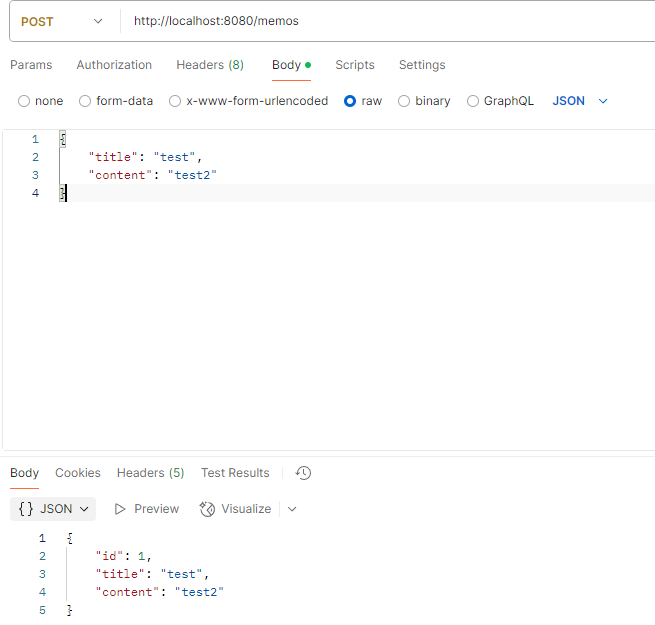 POST http://localhost:8080/memos
Params Authorization Headers (8) Body Scripts Settings
none form-data x-www-form-urlencoded raw binary GraphQL JSON
1 {
2 "title": "test",
3 "content": "test2"
4 }
Body Cookies Headers (5) Test Results
{} JSON Preview Visualize
1 {
2 "id": 1,
3 "title": "test",
4 "content": "test2"
5 }